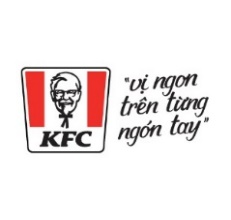 KFC
"vị ngon
trên từng
ngón tay"